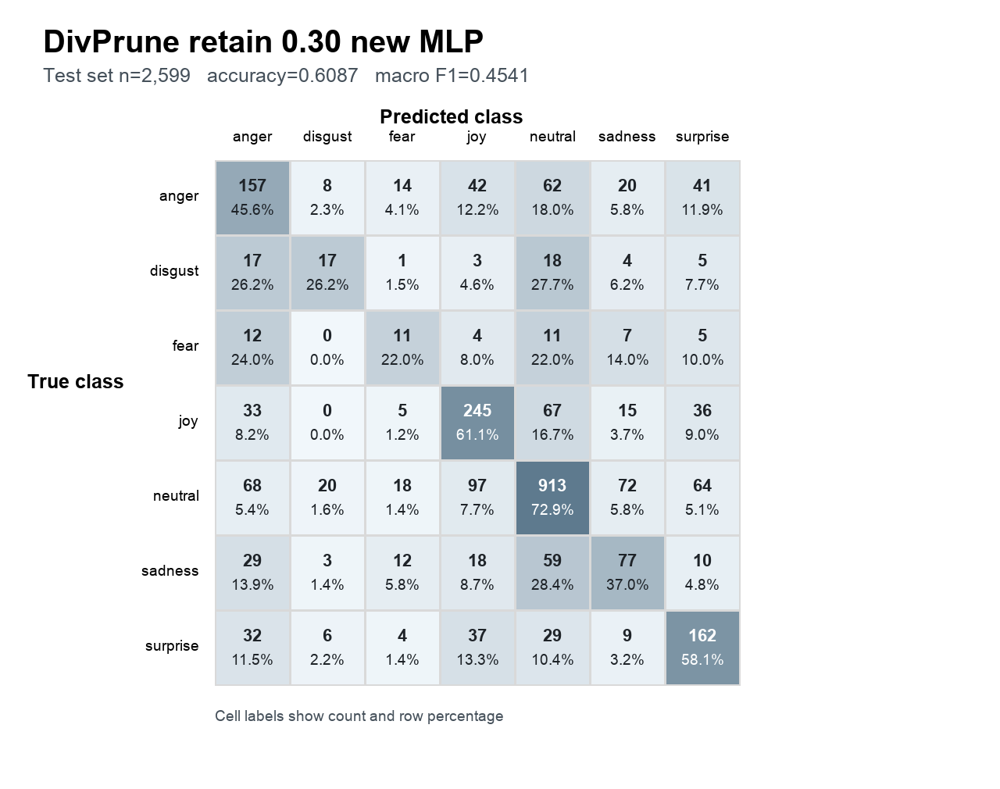 DivPrune retain 0.30 new MLP
Test set n=2,599 accuracy=0.6087 macro F1=0.4541
Predicted class
anger disgust fear joy neutral sadness surprise
anger
157 8 14 42 62 20 41
45.6% 2.3% 4.1% 12.2% 18.0% 5.8% 11.9%
disgust
17 17 1 3 18 4 5
26.2% 26.2% 1.5% 4.6% 27.7% 6.2% 7.7%
fear
12 0 11 4 11 7 5
24.0% 0.0% 22.0% 8.0% 22.0% 14.0% 10.0%
True class
joy
33 0 5 245 67 15 36
8.2% 0.0% 1.2% 61.1% 16.7% 3.7% 9.0%
neutral
68 20 18 97 913 72 64
5.4% 1.6% 1.4% 7.7% 72.9% 5.8% 5.1%
sadness
29 3 12 18 59 77 10
13.9% 1.4% 5.8% 8.7% 28.4% 37.0% 4.8%
surprise
32 6 4 37 29 9 162
11.5% 2.2% 1.4% 13.3% 10.4% 3.2% 58.1%
Cell labels show count and row percentage